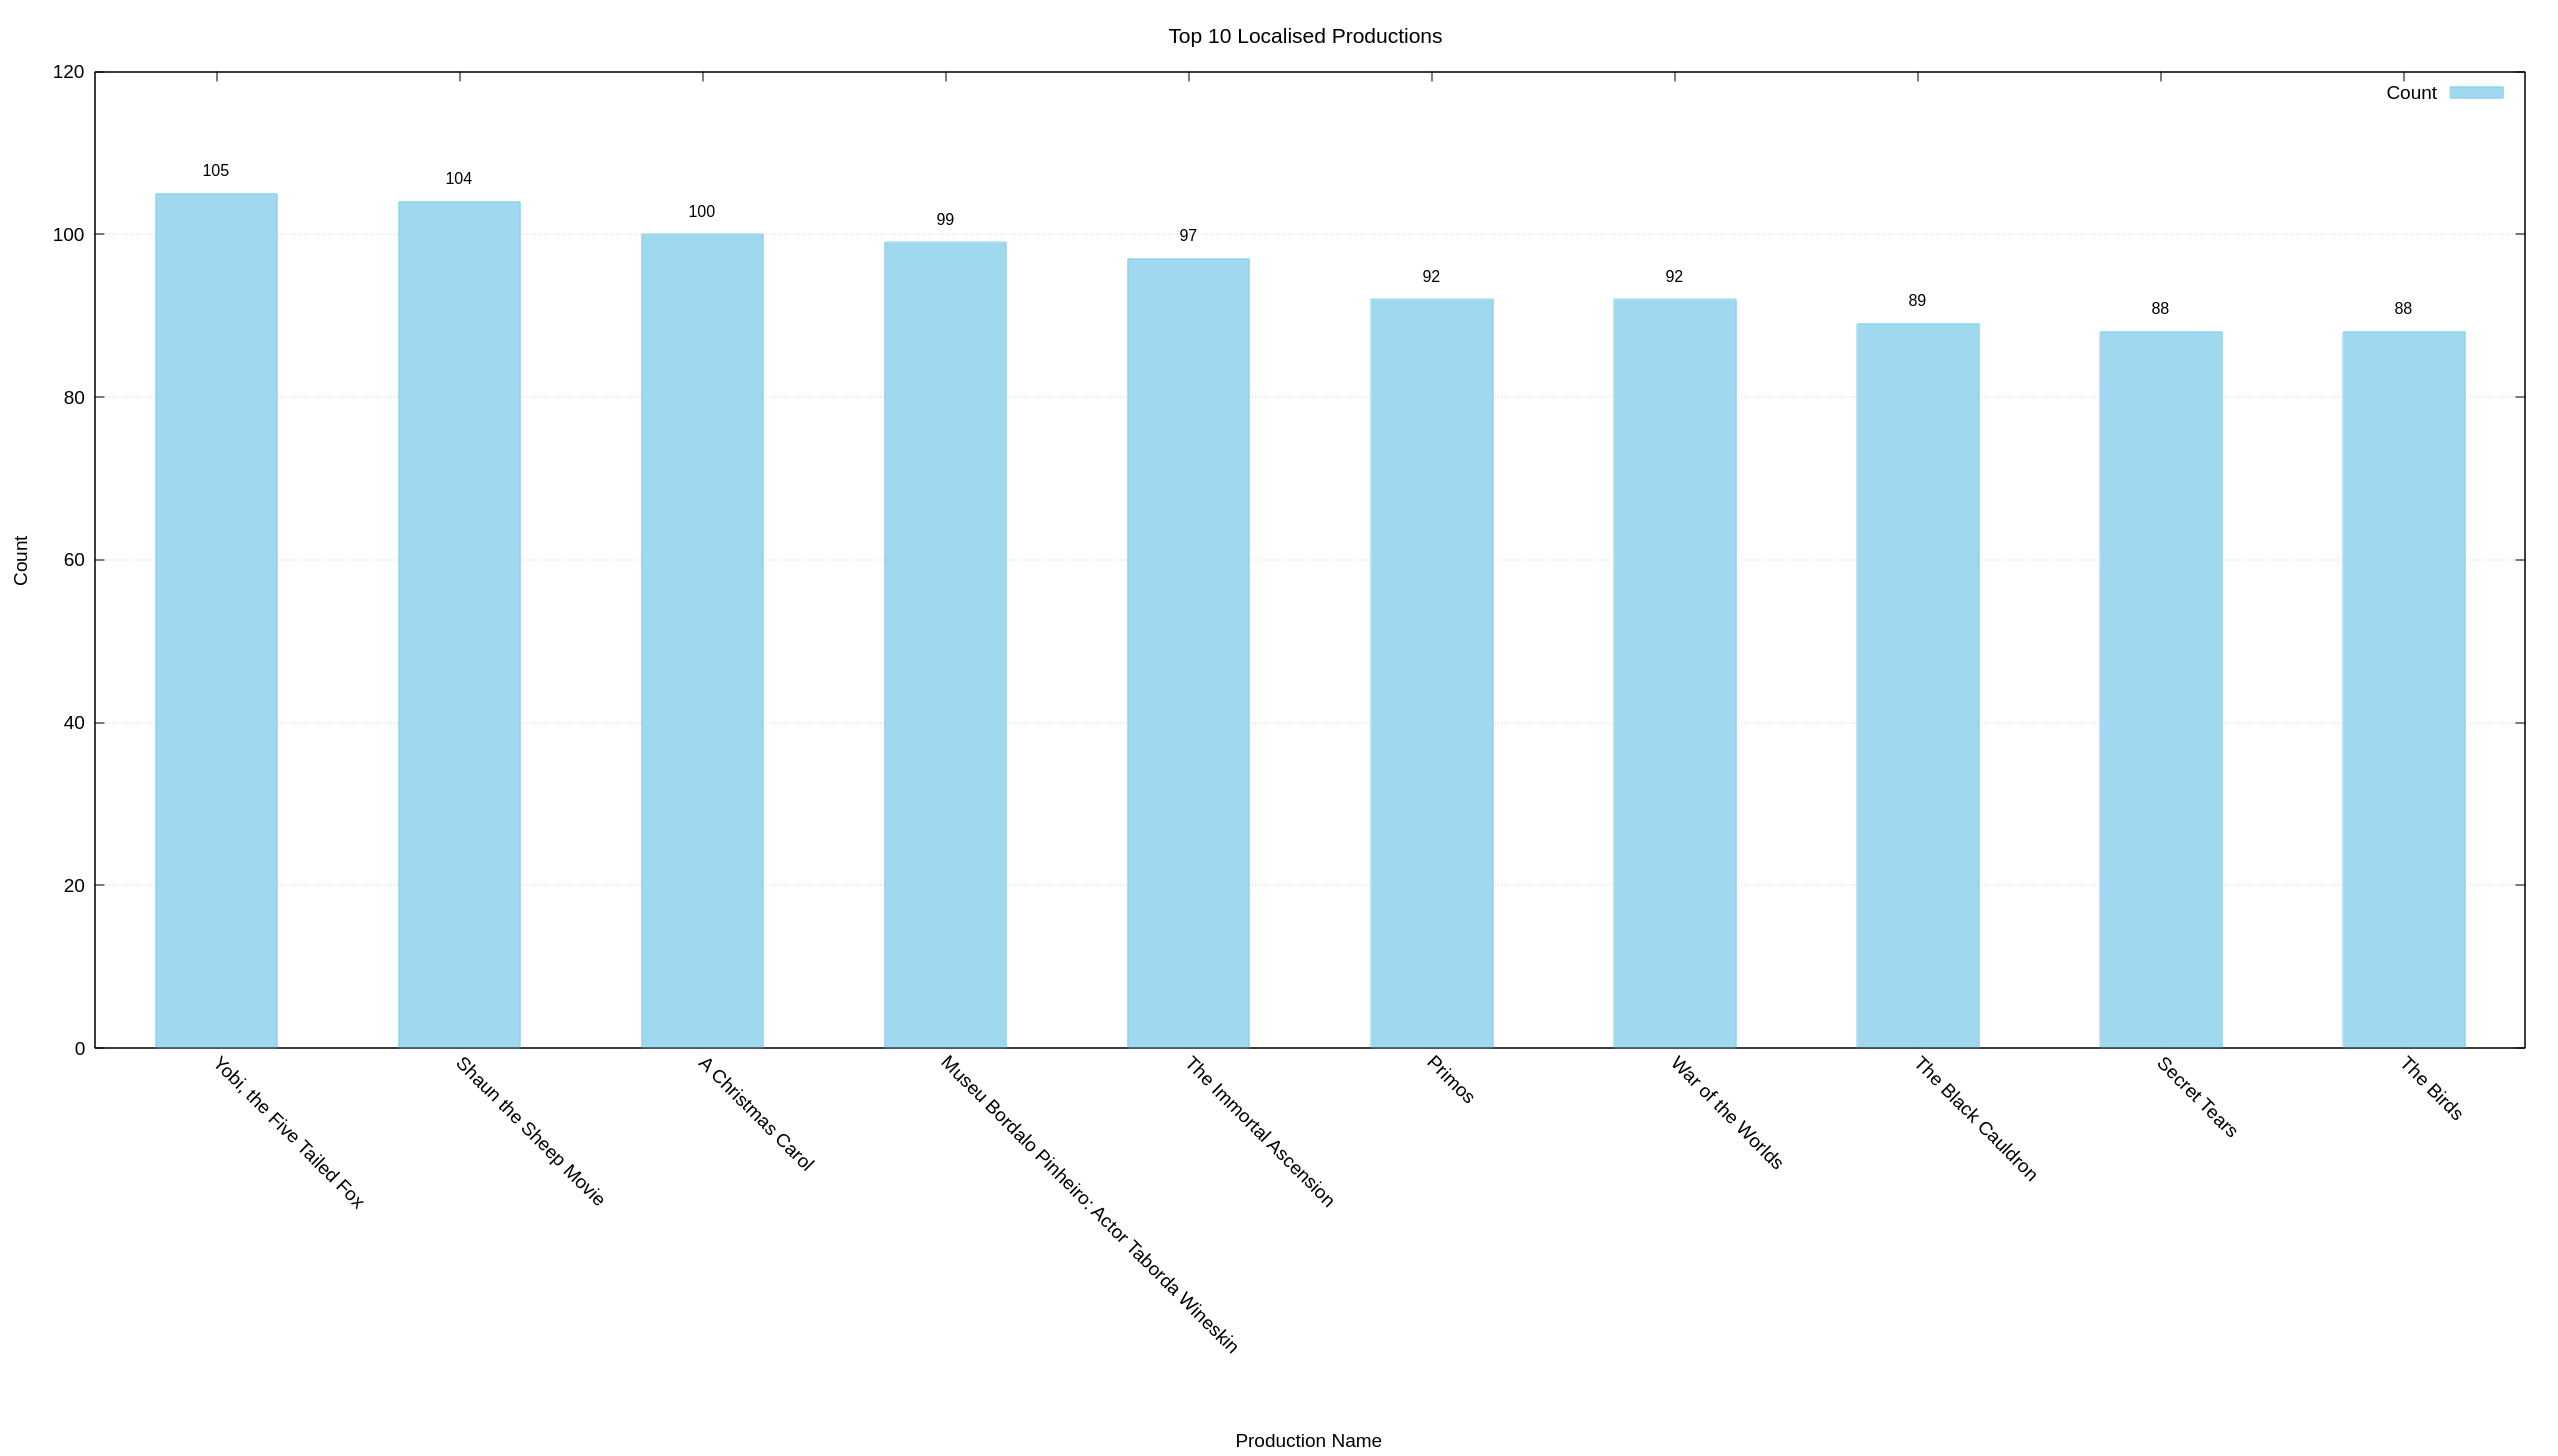 Top 10 Localised Productions
Count
120
100
80
60
40
20
0
Count
105
104
100
99
97
92
92
89
88
88
Yobi, the Five Tailed Fox
Shaun the Sheep Movie
A Christmas Carol
Museu Bordalo Pinheiro: Actor Taborda Wineskin
The Immortal Ascension
Primos
War of the Worlds
The Black Cauldron
Secret Tears
The Birds
Production Name